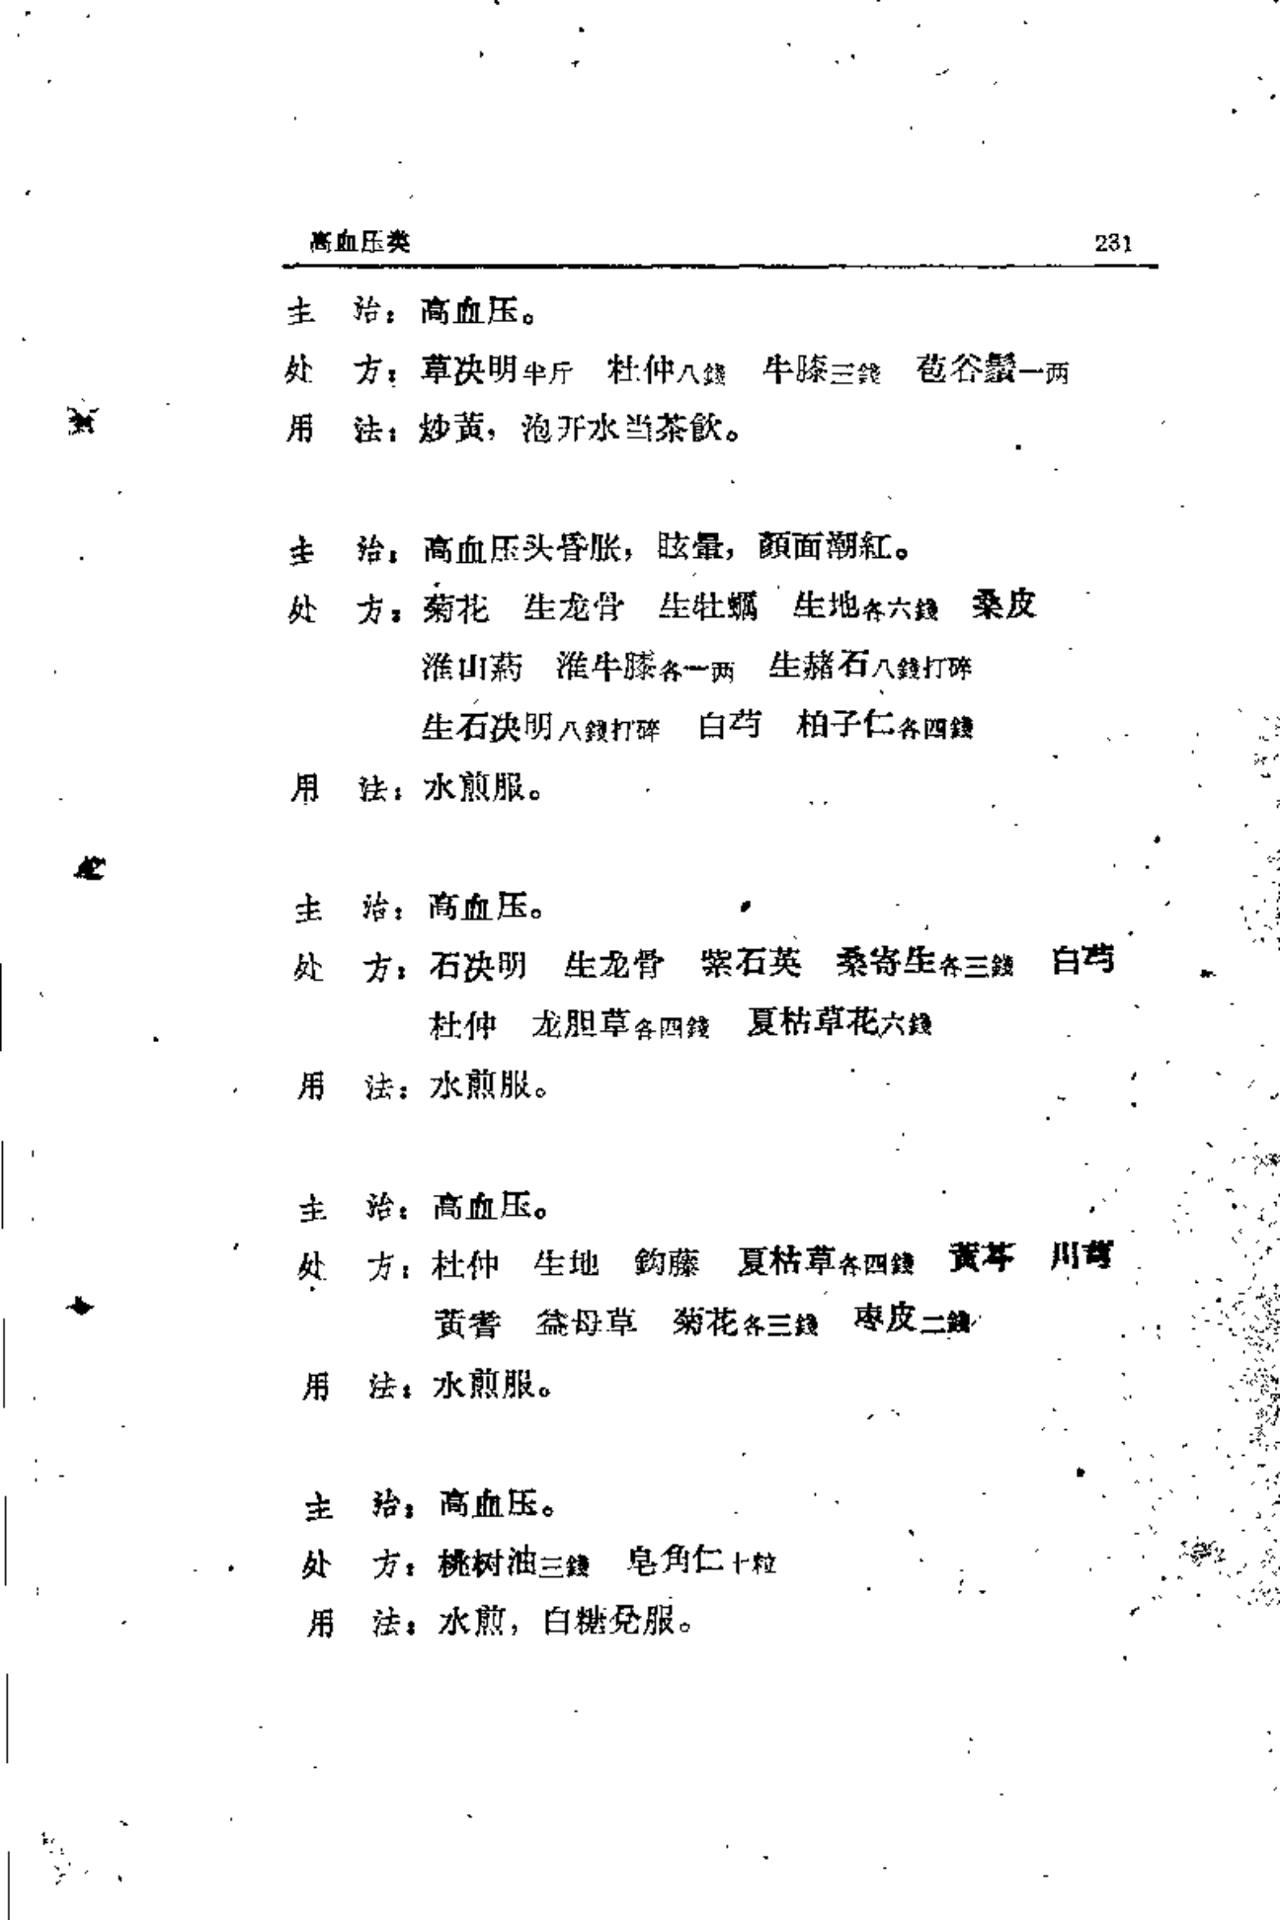 高血压类 231
主 治：高血压。
处 方：草决明半斤 杜仲八錢 牛膝三錢 苞谷鬚一两
用 法：炒黄，泡开水当茶飲。
主 治：高血压头昏胀，眩暈，顏面潮紅。
处 方：菊花 生龙骨 生牡蠣 生地各六錢 桑皮
淮山药 淮牛膝各一两 生赭石八錢打碎
生石决明八錢打碎 白芍 柏子仁各四錢
用 法：水煎服。
主 治：高血压。
处 方：石决明 生龙骨 紫石英 桑寄生各三錢 白芍
杜仲 龙胆草各四錢 夏枯草花六錢
用 法：水煎服。
主 治：高血压。
处 方：杜仲 生地 鈎藤 夏枯草各四錢 黄芩 川芎
黄耆 益母草 菊花各三錢 枣皮二錢
用 法：水煎服。
主 治：高血压。
处 方：桃树油三錢 皂角仁十粒
用 法：水煎，白糖兌服。